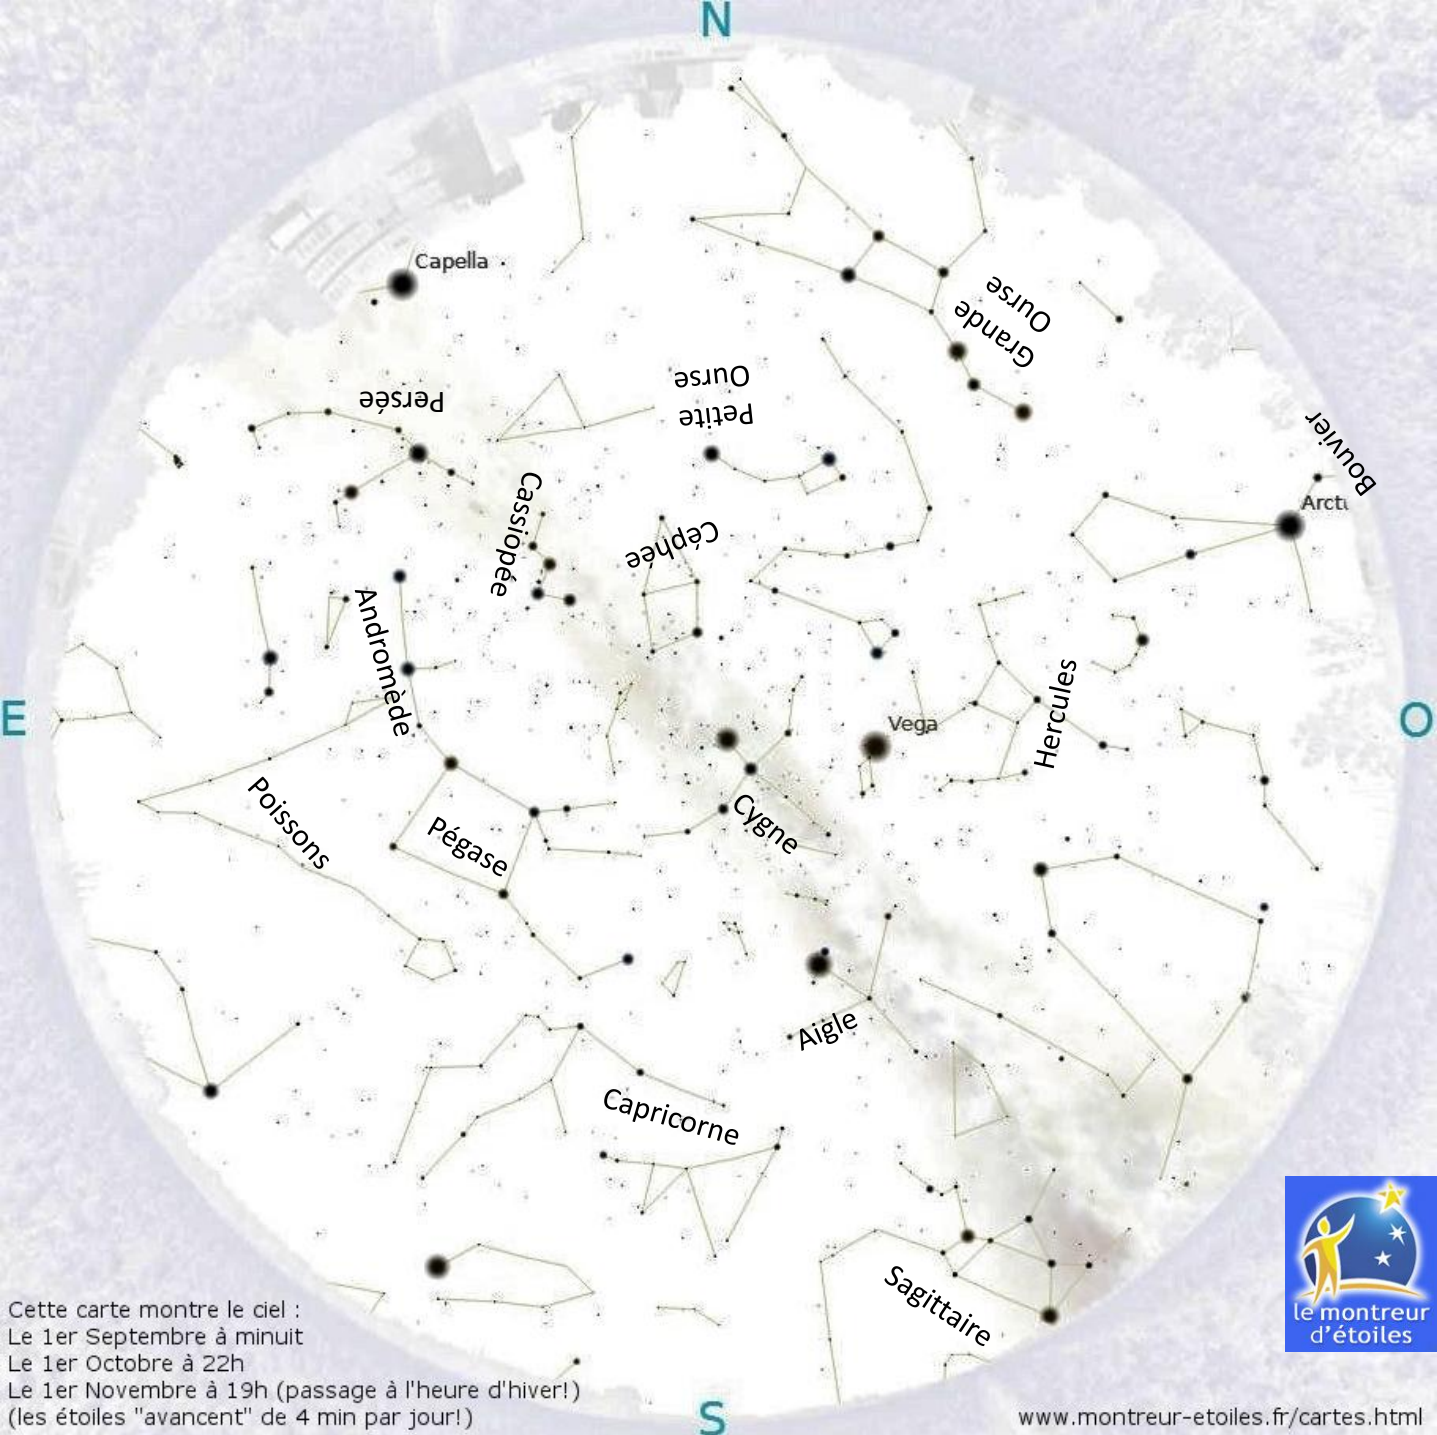 N
Capella
Grande
Ourse
Persée
Petite
Ourse
Bouvier
Arctu
Cassiopée
Céphée
Andromède
Hercules
E
O
Vega
Poissons
Pégase
Cygne
Aigle
Capricorne
Sagittaire
le montreur
d'étoiles
Cette carte montre le ciel :
Le 1er Septembre à minuit
Le 1er Octobre à 22h
Le 1er Novembre à 19h (passage à l'heure d'hiver!)
(les étoiles "avancent" de 4 min par jour!)
S
www.montreur-etoiles.fr/cartes.html